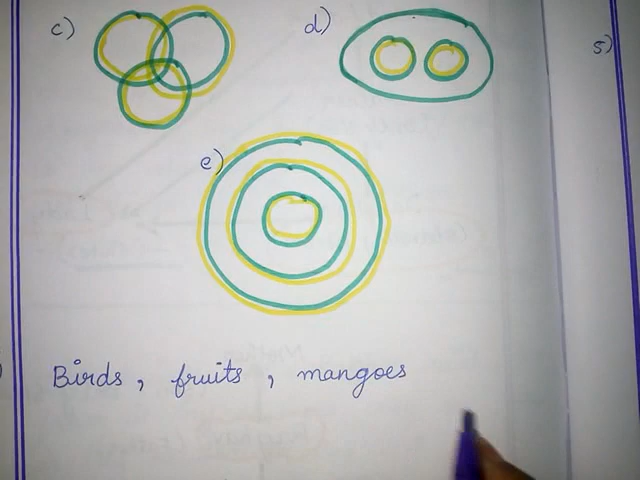 c) d)
5)
e)
Birds, fruits, mangoes